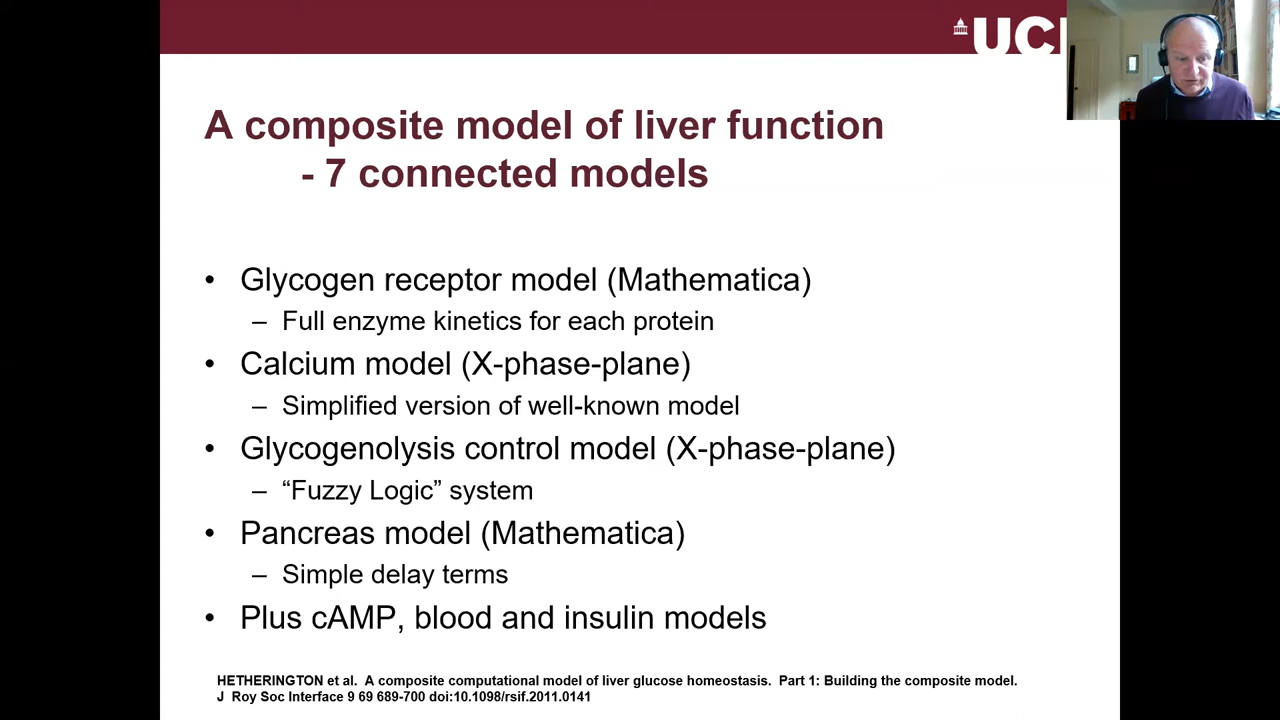 UC
A composite model of liver function
- 7 connected models
• Glycogen receptor model (Mathematica)
– Full enzyme kinetics for each protein
• Calcium model (X-phase-plane)
– Simplified version of well-known model
• Glycogenolysis control model (X-phase-plane)
– “Fuzzy Logic” system
• Pancreas model (Mathematica)
– Simple delay terms
• Plus cAMP, blood and insulin models
HETHERINGTON et al. A composite computational model of liver glucose homeostasis. Part 1: Building the composite model.
J Roy Soc Interface 9 69 689-700 doi:10.1098/rsif.2011.0141